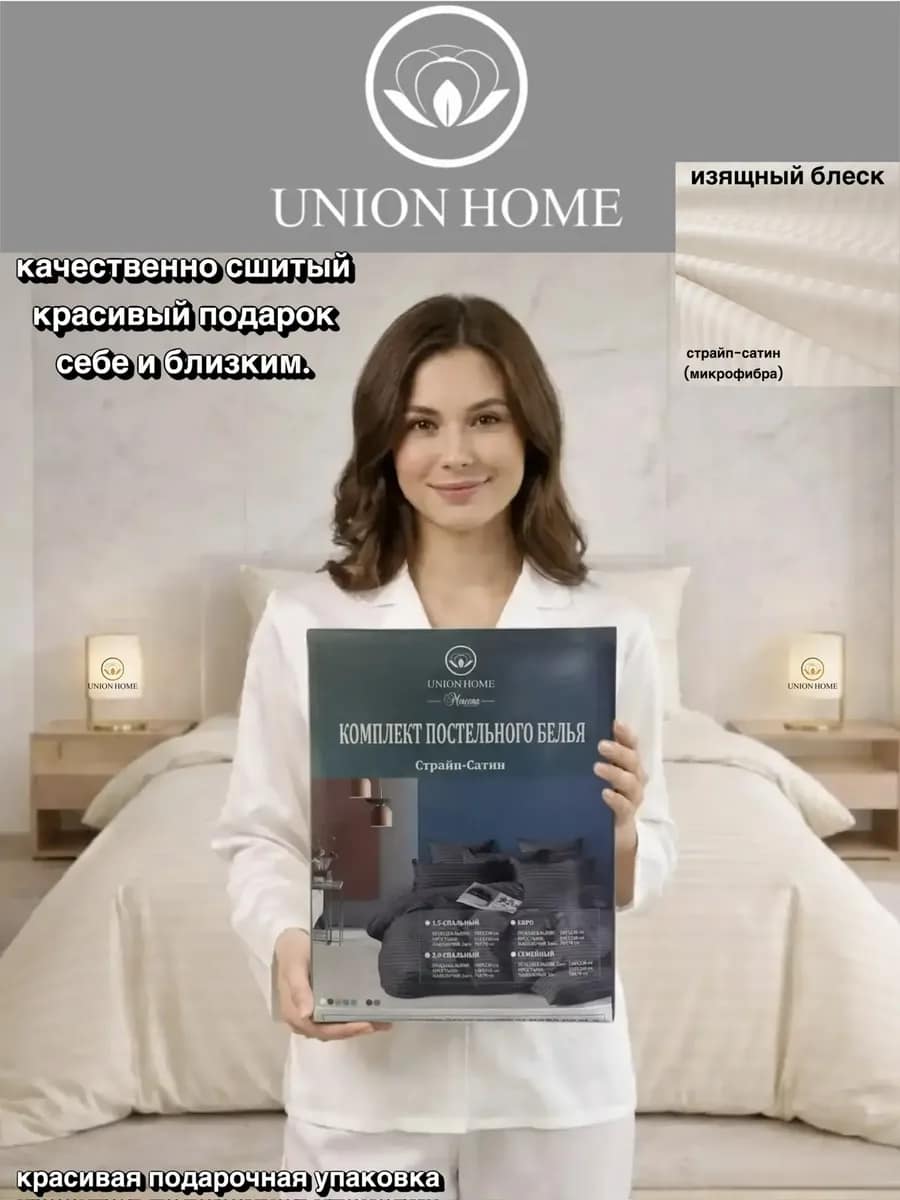 UNION HOME
изящный блеск
качественно сшитый
красивый подарок
себе и близким.
страйп-сатин
(микрофибра)
UNION HOME
UNION HOME
UNION HOME
КОМПЛЕКТ ПОСТЕЛЬНОГО БЕЛЬЯ
Страйп-Сатин
1,5-СПАЛЬНЫЙ
ЕВРО
2,0-СПАЛЬНЫЙ
СЕМЕЙНЫЙ
красивая подарочная упаковка